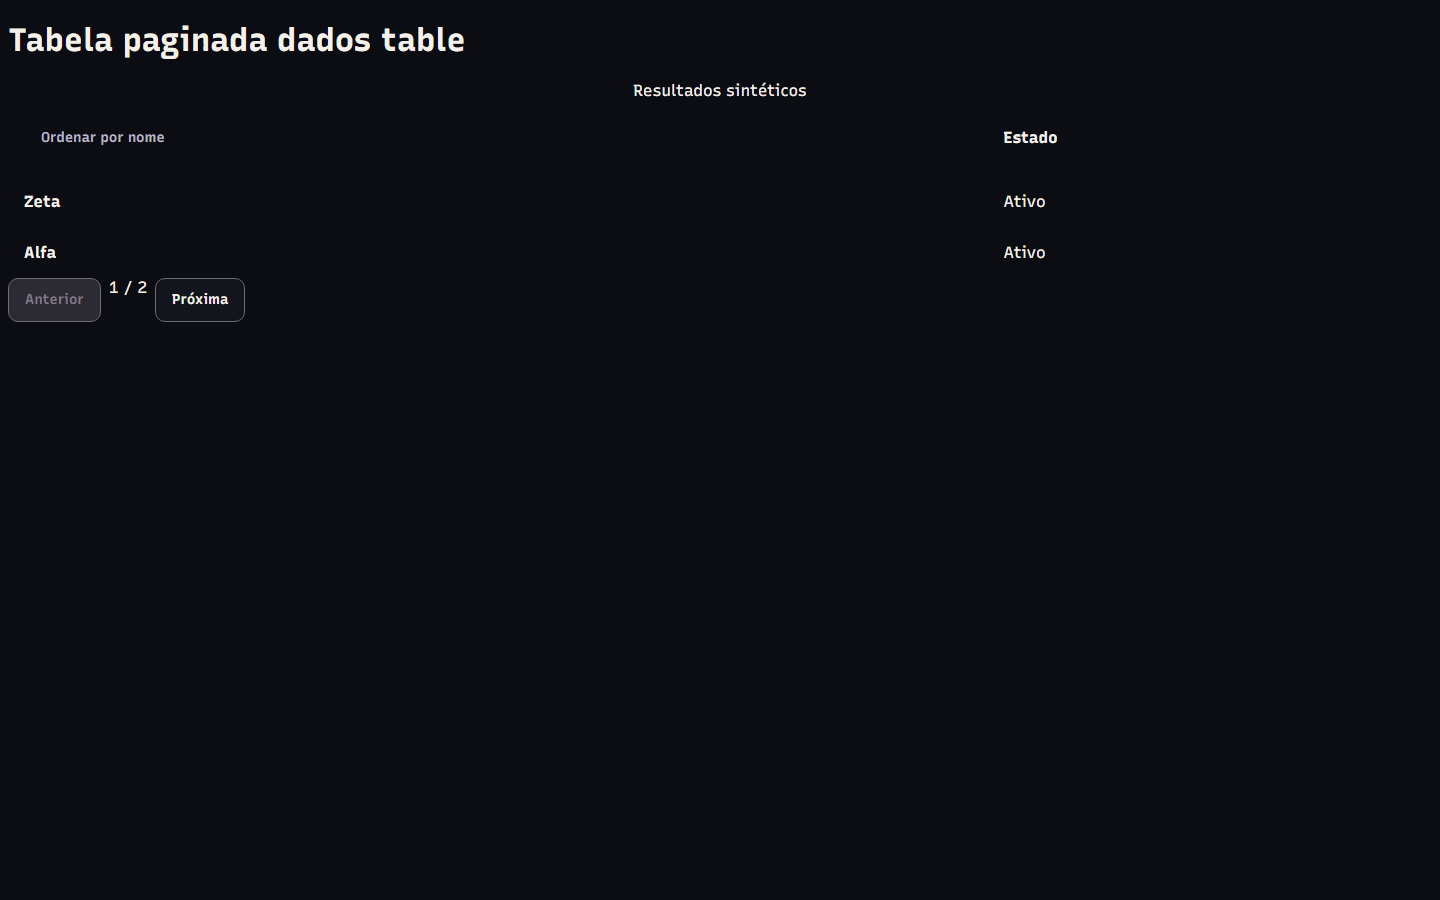 Tabela paginada dados table
Resultados sintéticos
Ordenar por nome Estado
Zeta Ativo
Alfa Ativo
Anterior 1 / 2 Próxima